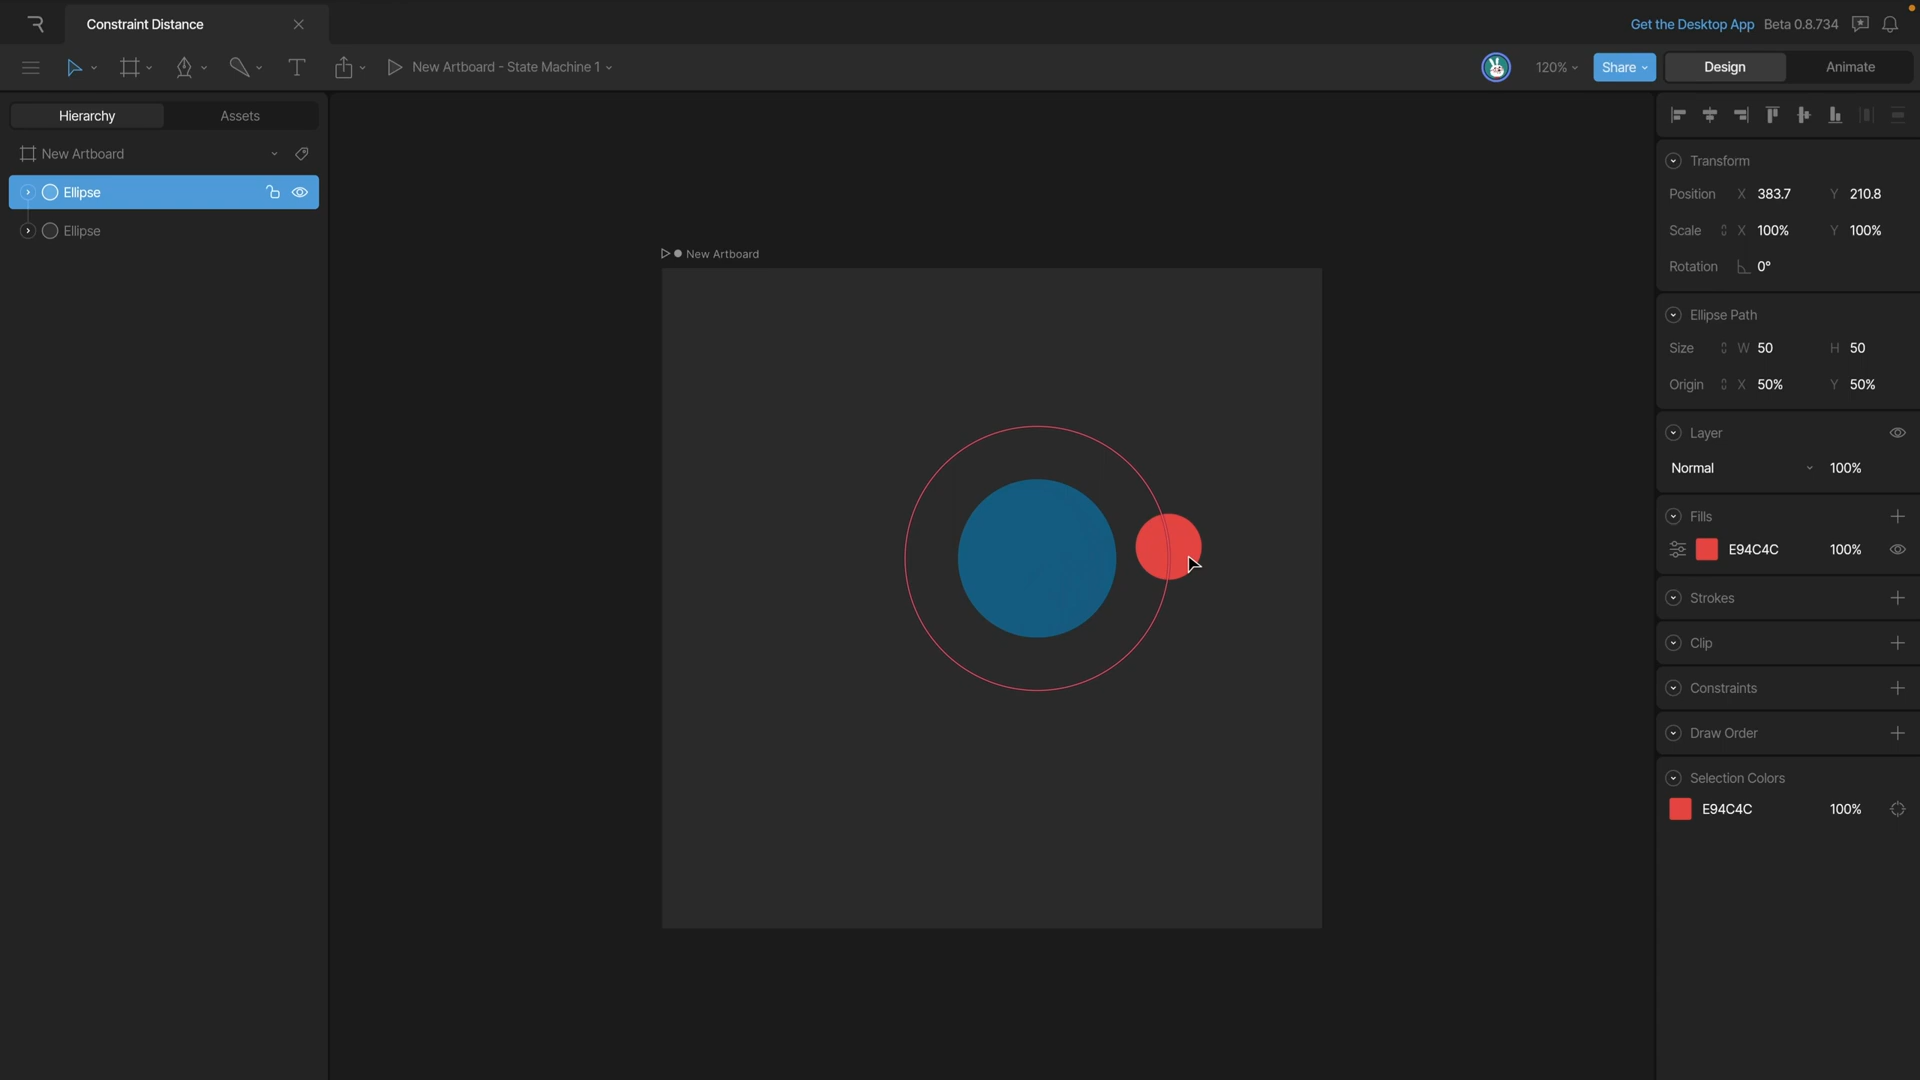 Constraint Distance
Get the Desktop App Beta 0.8.734
New Artboard - State Machine 1
120%
Share
Design
Animate
Hierarchy
Assets
New Artboard
Ellipse
Ellipse
New Artboard
Transform
Position X 383.7 Y 210.8
Scale X 100% Y 100%
Rotation 0°
Ellipse Path
Size W 50 H 50
Origin X 50% Y 50%
Layer
Normal 100%
Fills
E94C4C 100%
Strokes
Clip
Constraints
Draw Order
Selection Colors
E94C4C 100%